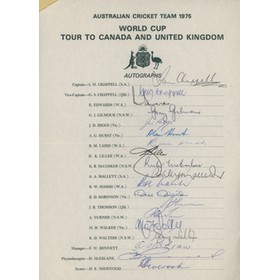 AUSTRALIAN CRICKET TEAM 1975
WORLD CUP
TOUR TO CANADA AND UNITED KINGDOM
AUTOGRAPHS
Captain—I. M. CHAPPELL (S.A.)
Vice-Captain—G. S. CHAPPELL (Qld.)
R. EDWARDS (W.A.)
G. J. GILMOUR (N.S.W.)
J. D. HIGGS (Vic.)
A. G. HURST (Vic.)
B. M. LAIRD (W.A.)
D. K. LILLEE (W.A.)
R. B. McCOSKER (N.S.W.)
A. A. MALLETT (S.A.)
R. W. MARSH (W.A.)
R. D. ROBINSON (Vic.)
J. R. THOMSON (Qld.)
A. TURNER (N.S.W.)
M. H. WALKER (Vic.)
K. D. WALTERS (N.S.W.)
Manager—F. W. BENNETT
Physiotherapist—D. McERLANE
Scorer—H. K. SHERWOOD